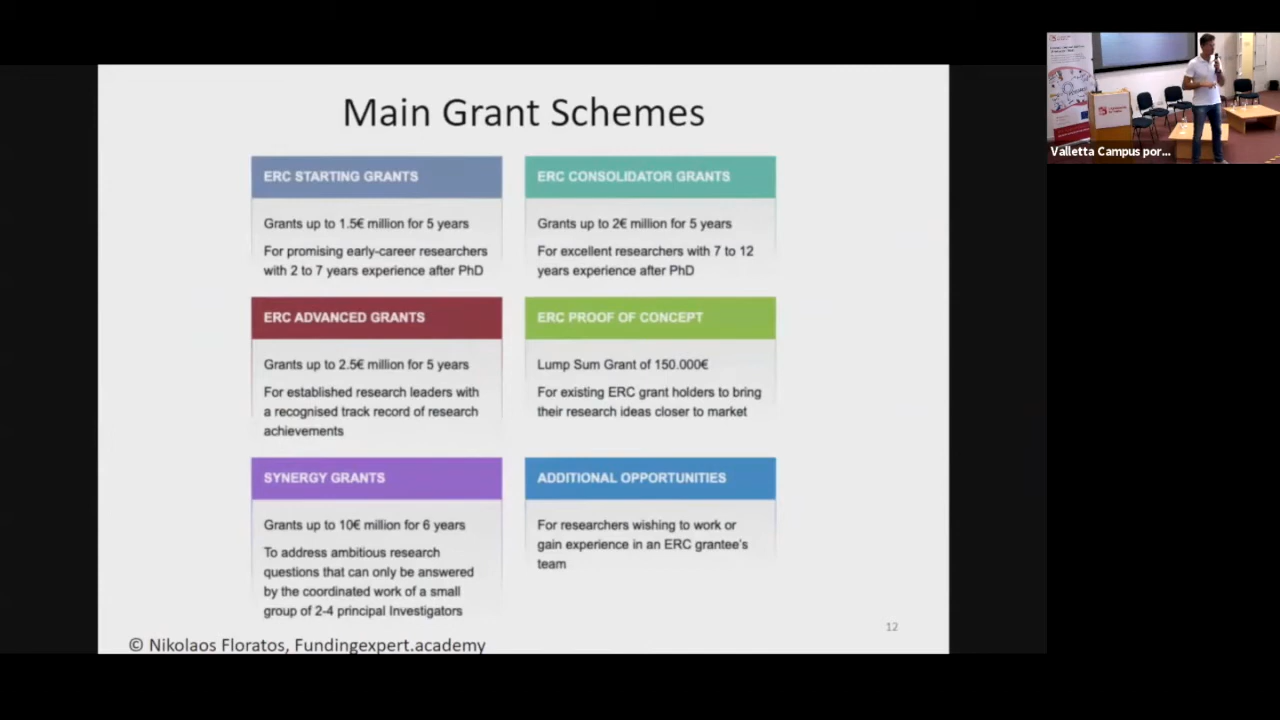 Main Grant Schemes
ERC STARTING GRANTS
Grants up to 1.5€ million for 5 years
For promising early-career researchers
with 2 to 7 years experience after PhD
ERC CONSOLIDATOR GRANTS
Grants up to 2€ million for 5 years
For excellent researchers with 7 to 12
years experience after PhD
ERC ADVANCED GRANTS
Grants up to 2.5€ million for 5 years
For established research leaders with
a recognised track record of research
achievements
ERC PROOF OF CONCEPT
Lump Sum Grant of 150.000€
For existing ERC grant holders to bring
their research ideas closer to market
SYNERGY GRANTS
Grants up to 10€ million for 6 years
To address ambitious research
questions that can only be answered
by the coordinated work of a small
group of 2-4 principal Investigators
ADDITIONAL OPPORTUNITIES
For researchers wishing to work or
gain experience in an ERC grantee's
team
12
© Nikolaos Floratos, Fundingexpert.academy
Valletta Campus por...